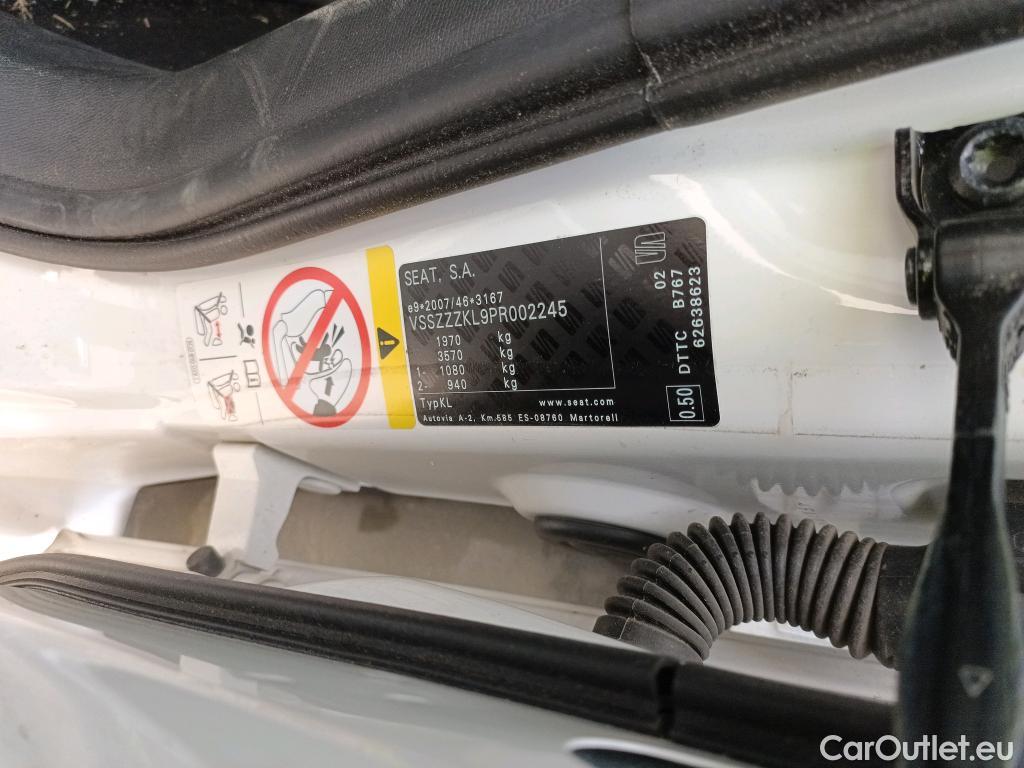 SEAT, S.A.
e9*2007/46*3167
VSSZZZKL9PR002245
1970 kg
3570 kg
1- 1080 kg
2- 940 kg
TypKL www.seat.com
Autovia A-2, Km.585 ES-08760 Martorell
0.50 DTTC B767 02
62638623
CarOutlet.eu